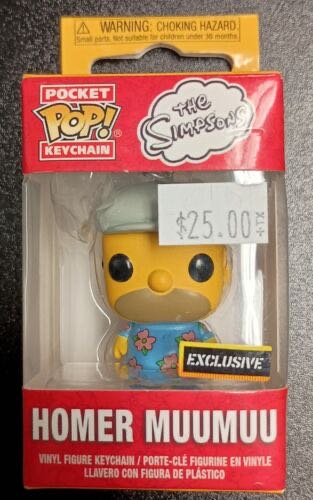 WARNING: CHOKING HAZARD.
Small parts. Not suitable for children under 36 months.
POCKET
POP!®
KEYCHAIN
The
Simpsons
$25.00 +TX
EXCLUSIVE
HOMER MUUMUU
VINYL FIGURE KEYCHAIN / PORTE-CLÉ FIGURINE EN VINYLE
LLAVERO CON FIGURA DE PLÁSTICO